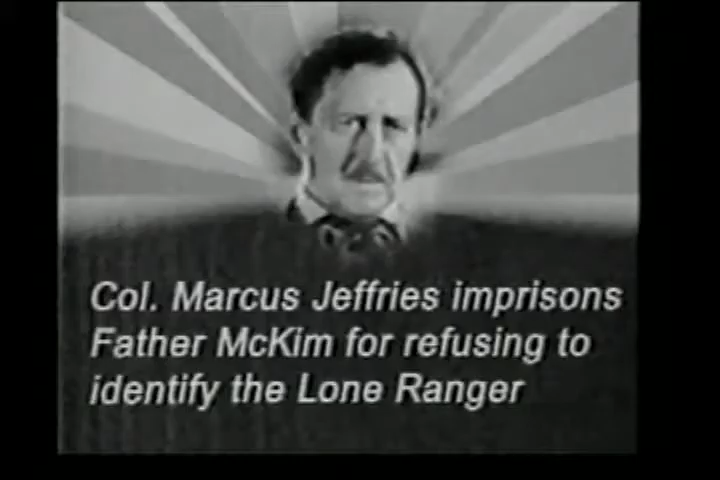 Col. Marcus Jeffries imprisons
Father McKim for refusing to
identify the Lone Ranger